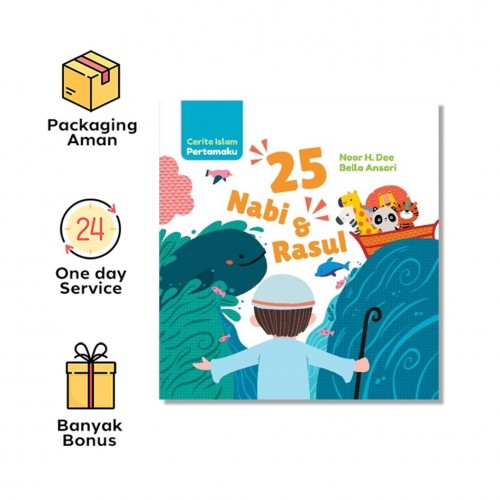 Packaging
Aman
24
One day
Service
Banyak
Bonus
Cerita Islam
Pertamaku
25
Nabi &
Rasul
Noor H. Dee
Bella Ansori